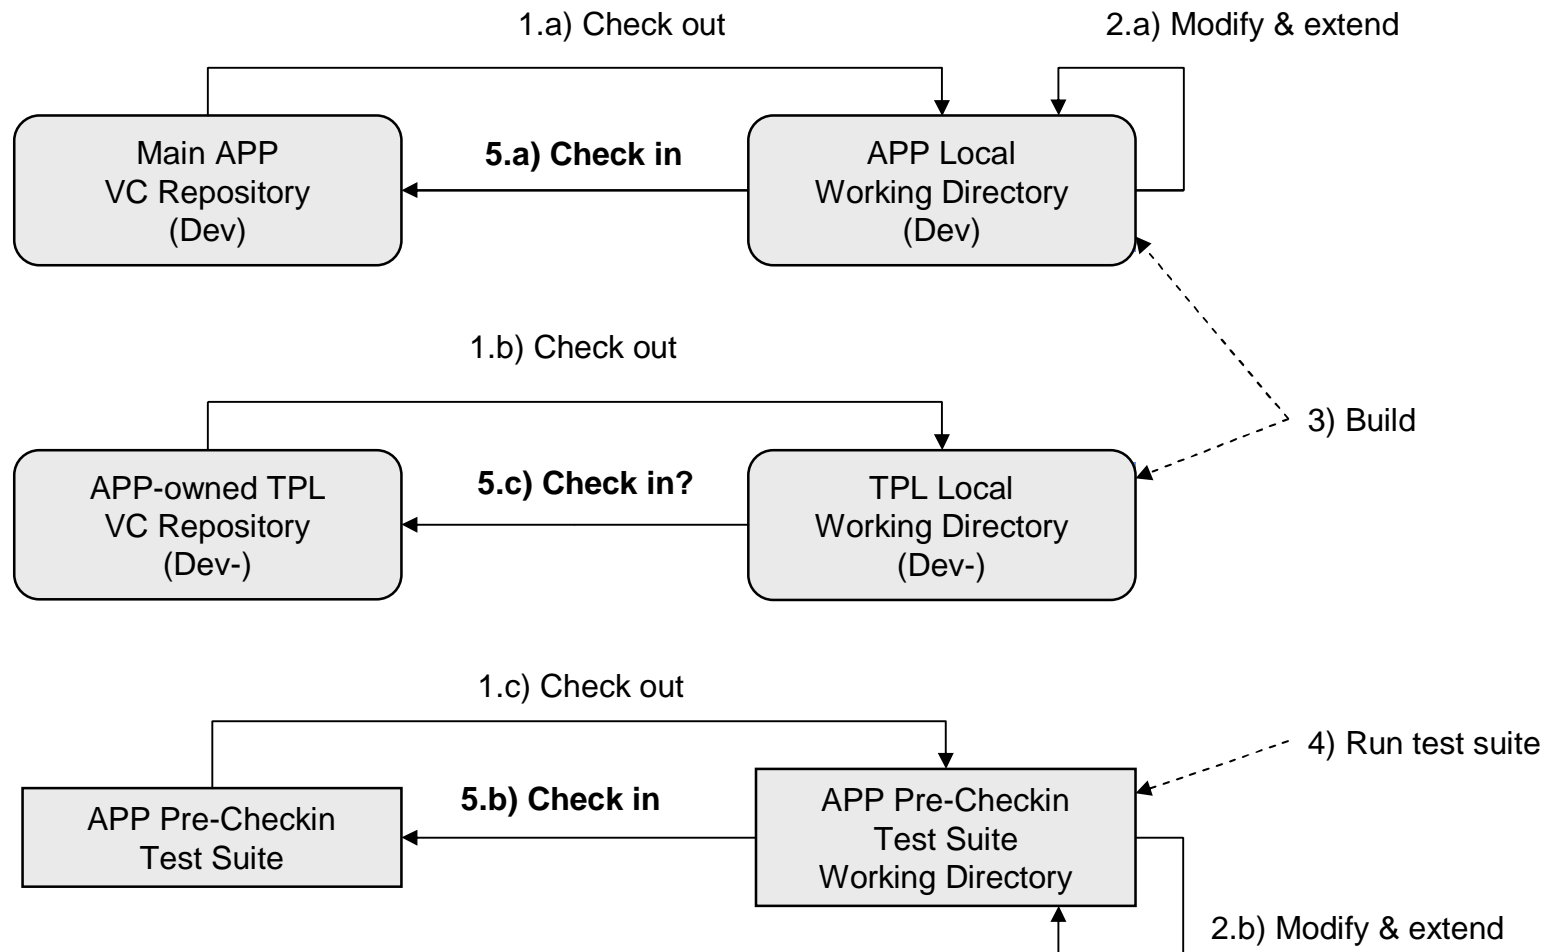 1.a) Check out
2.a) Modify & extend
Main APP
VC Repository
(Dev)
5.a) Check in
APP Local
Working Directory
(Dev)
1.b) Check out
3) Build
APP-owned TPL
VC Repository
(Dev-)
5.c) Check in?
TPL Local
Working Directory
(Dev-)
1.c) Check out
4) Run test suite
APP Pre-Checkin
Test Suite
5.b) Check in
APP Pre-Checkin
Test Suite
Working Directory
2.b) Modify & extend